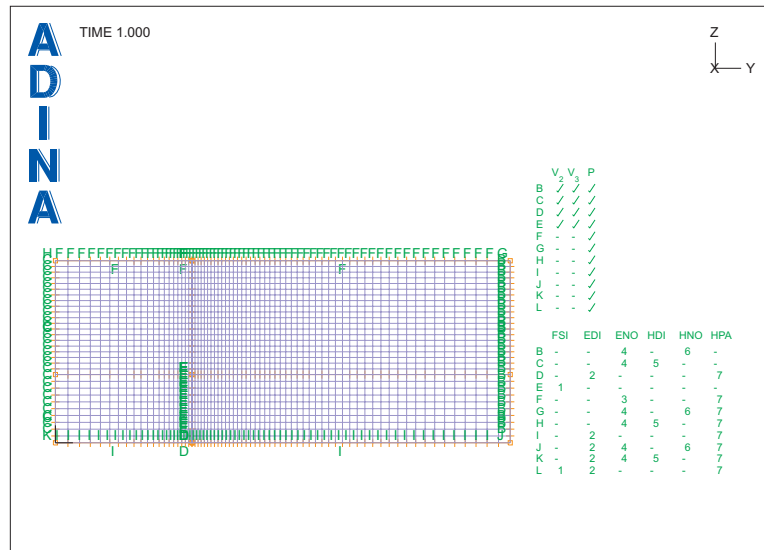 ADINA
TIME 1.000
Z
X Y
V2 V3 P
B ✓ ✓ ✓
C ✓ ✓ ✓
D ✓ ✓ ✓
E ✓ ✓ ✓
F - - ✓
G - - ✓
H - - ✓
I - - ✓
J - - ✓
K - - ✓
L - - ✓
FSI EDI ENO HDI HNO HPA
B - - 4 - 6 -
C - - 4 5 - -
D - 2 - - - 7
E 1 - - - - -
F - - 3 - - 7
G - - 4 - 6 7
H - - 4 5 - 7
I - 2 - - - 7
J - 2 4 - 6 7
K - 2 4 5 - 7
L 1 2 - - - 7
F F F
I D I